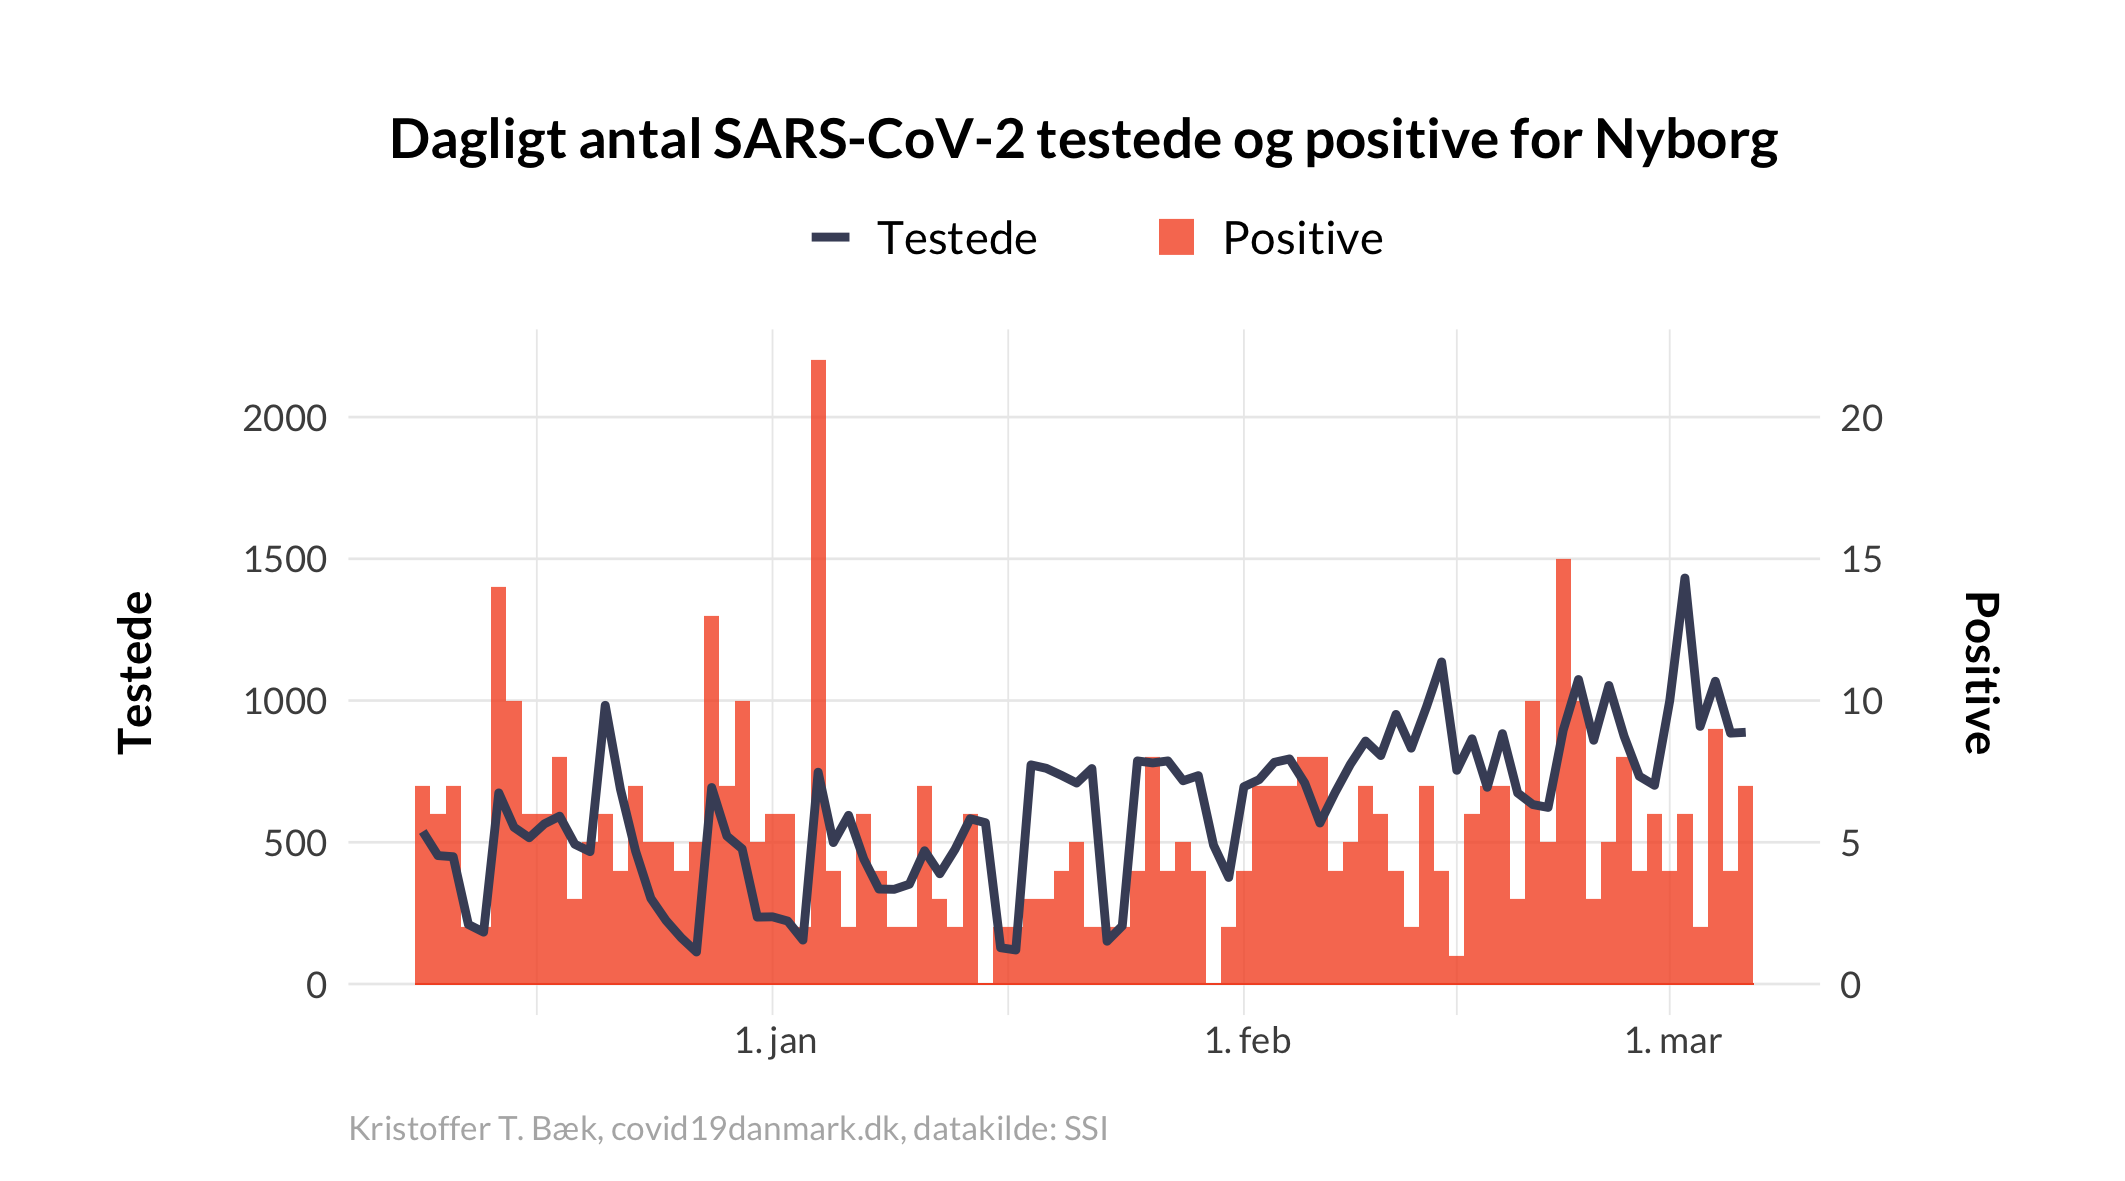 Dagligt antal SARS-CoV-2 testede og positive for Nyborg
Testede Positive
2000 20
1500 15
1000 10
500 5
0 0
Testede
Positive
1. jan 1. feb 1. mar
Kristoffer T. Bæk, covid19danmark.dk, datakilde: SSI